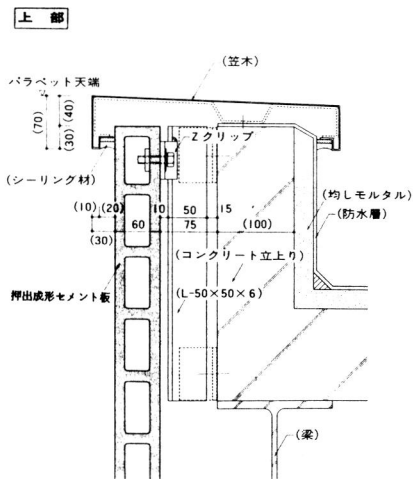 上部
(笠木)
パラペット天端
(70)
(40)
(30)
Zクリップ
(シーリング材)
(均しモルタル)
(防水層)
(10)
(20)
10
50
15
(30)
60
75
(100)
(コンクリート立上り)
押出成形セメント板
(L-50×50×6)
(梁)